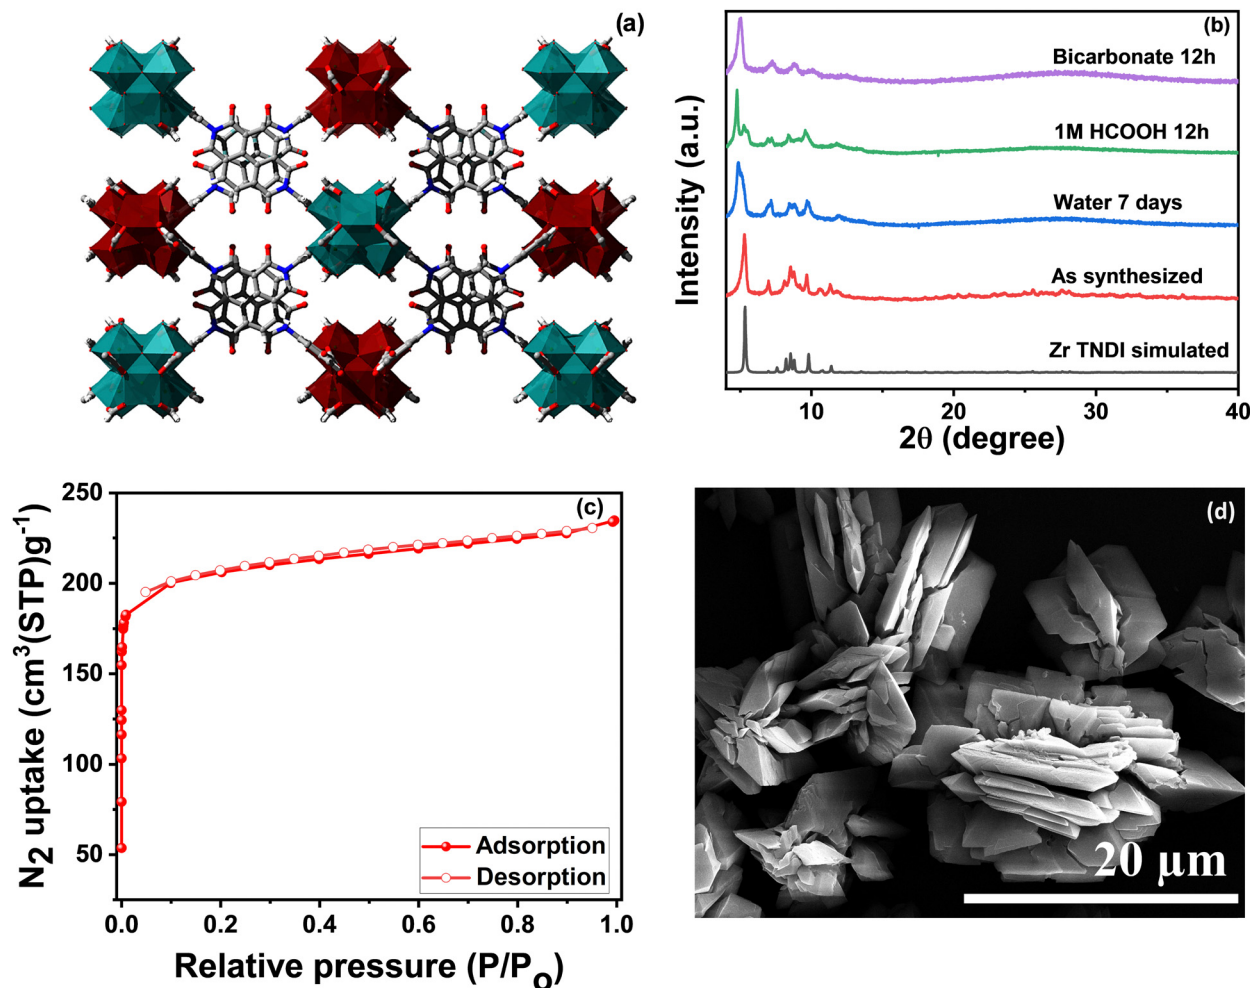 (a)
(b)
Bicarbonate 12h
1M HCOOH 12h
Water 7 days
As synthesized
Zr TNDI simulated
Intensity (a.u.)
10 20 30 40
2θ (degree)
(c)
250
200
150
100
50
N₂ uptake (cm³(STP)g⁻¹)
Adsorption
Desorption
0.0 0.2 0.4 0.6 0.8 1.0
Relative pressure (P/P₀)
(d)
20 µm